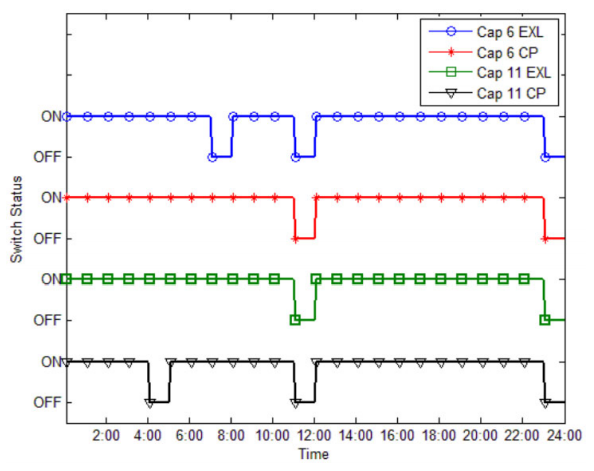 Cap 6 EXL
Cap 6 CP
Cap 11 EXL
Cap 11 CP
Switch Status
ON
OFF
ON
OFF
ON
OFF
ON
OFF
2:00 4:00 6:00 8:00 10:00 12:00 14:00 16:00 18:00 20:00 22:00 24:00
Time